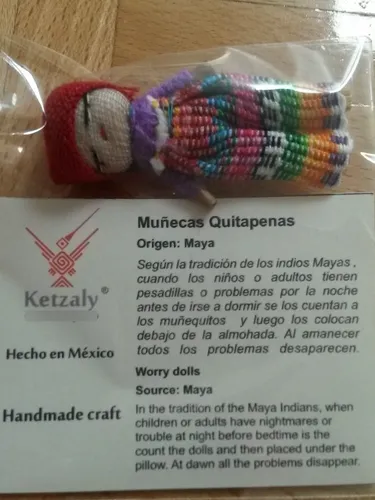 Muñecas Quitapenas
Origen: Maya
Según la tradición de los indios Mayas ,
cuando los niños o adultos tienen
pesadillas o problemas por la noche
antes de irse a dormir se los cuentan a
los muñequitos y luego los colocan
debajo de la almohada. Al amanecer
todos los problemas desaparecen.
Ketzaly®
Hecho en México
Handmade craft
Worry dolls
Source: Maya
In the tradition of the Maya Indians, when
children or adults have nightmares or
trouble at night before bedtime is the
count the dolls and then placed under the
pillow. At dawn all the problems disappear.